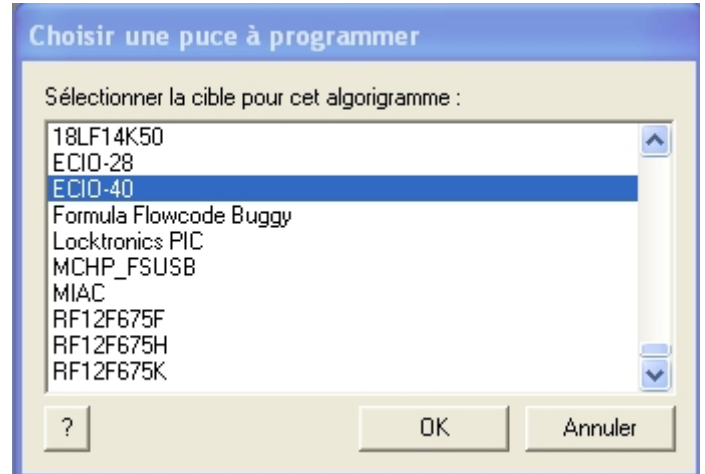 Choisir une puce à programmer
Sélectionner la cible pour cet algorigramme :
18LF14K50
ECIO-28
ECIO-40
Formula Flowcode Buggy
Locktronics PIC
MCHP_FSUSB
MIAC
RF12F675F
RF12F675H
RF12F675K
? OK Annuler